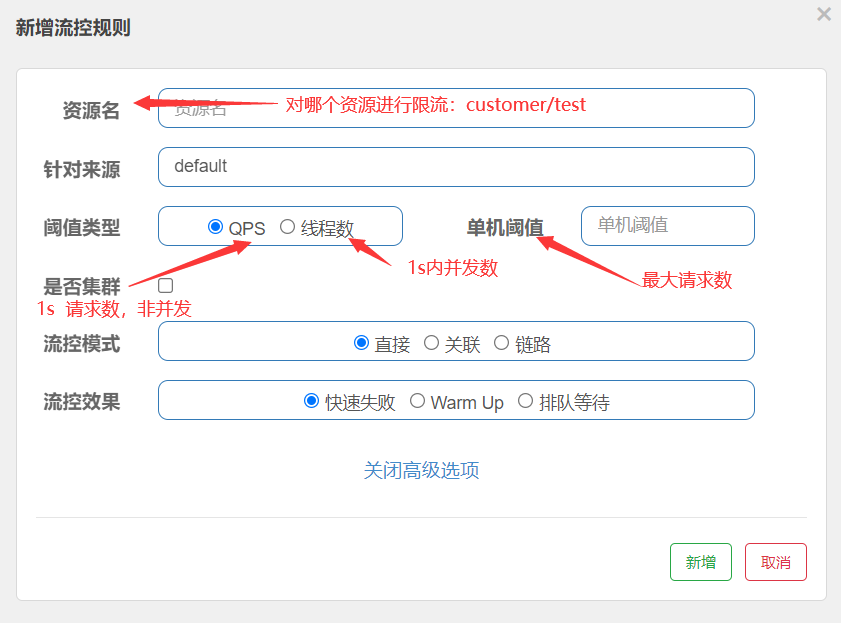 新增流控规则
×
资源名
资源名
对哪个资源进行限流：customer/test
针对来源
default
阈值类型
QPS
线程数
单机阈值
单机阈值
1s内并发数
最大请求数
是否集群
1s 请求数，非并发
流控模式
直接
关联
链路
流控效果
快速失败
Warm Up
排队等待
关闭高级选项
新增
取消